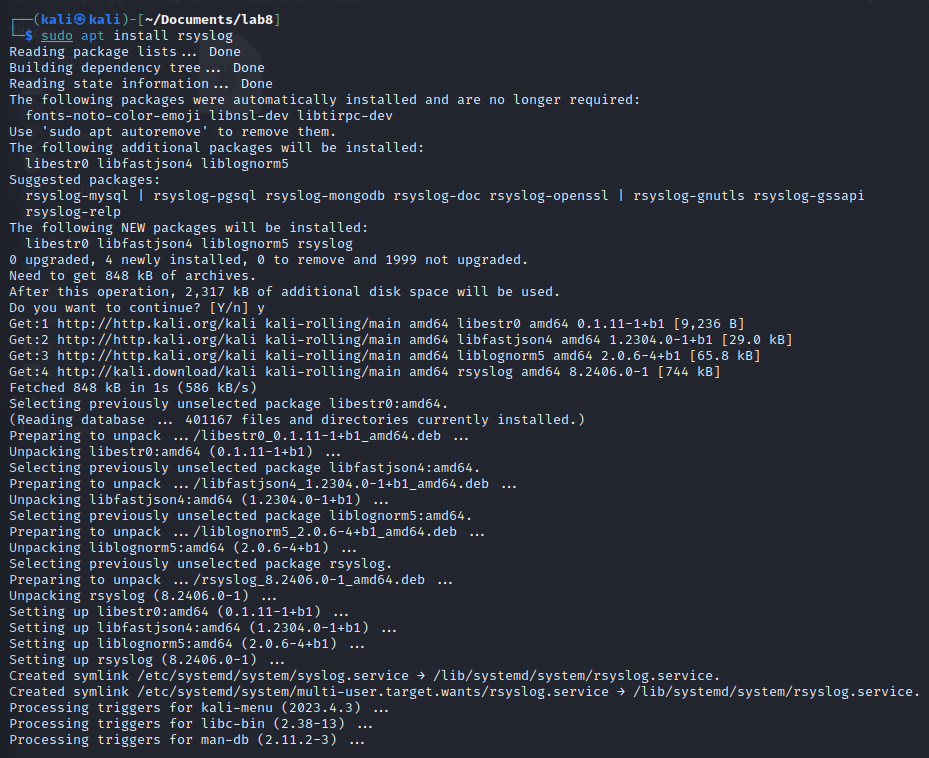 ┌──(kali㉿kali)-[~/Documents/lab8]
└─$ sudo apt install rsyslog
Reading package lists... Done
Building dependency tree... Done
Reading state information... Done
The following packages were automatically installed and are no longer required:
  fonts-noto-color-emoji libnsl-dev libtirpc-dev
Use 'sudo apt autoremove' to remove them.
The following additional packages will be installed:
  libestr0 libfastjson4 liblognorm5
Suggested packages:
  rsyslog-mysql | rsyslog-pgsql rsyslog-mongodb rsyslog-doc rsyslog-openssl | rsyslog-gnutls rsyslog-gssapi
  rsyslog-relp
The following NEW packages will be installed:
  libestr0 libfastjson4 liblognorm5 rsyslog
0 upgraded, 4 newly installed, 0 to remove and 1999 not upgraded.
Need to get 848 kB of archives.
After this operation, 2,317 kB of additional disk space will be used.
Do you want to continue? [Y/n] y
Get:1 http://http.kali.org/kali kali-rolling/main amd64 libestr0 amd64 0.1.11-1+b1 [9,236 B]
Get:2 http://http.kali.org/kali kali-rolling/main amd64 libfastjson4 amd64 1.2304.0-1+b1 [29.0 kB]
Get:3 http://http.kali.org/kali kali-rolling/main amd64 liblognorm5 amd64 2.0.6-4+b1 [65.8 kB]
Get:4 http://kali.download/kali kali-rolling/main amd64 rsyslog amd64 8.2406.0-1 [744 kB]
Fetched 848 kB in 1s (586 kB/s)
Selecting previously unselected package libestr0:amd64.
(Reading database ... 401167 files and directories currently installed.)
Preparing to unpack .../libestr0_0.1.11-1+b1_amd64.deb ...
Unpacking libestr0:amd64 (0.1.11-1+b1) ...
Selecting previously unselected package libfastjson4:amd64.
Preparing to unpack .../libfastjson4_1.2304.0-1+b1_amd64.deb ...
Unpacking libfastjson4:amd64 (1.2304.0-1+b1) ...
Selecting previously unselected package liblognorm5:amd64.
Preparing to unpack .../liblognorm5_2.0.6-4+b1_amd64.deb ...
Unpacking liblognorm5:amd64 (2.0.6-4+b1) ...
Selecting previously unselected package rsyslog.
Preparing to unpack .../rsyslog_8.2406.0-1_amd64.deb ...
Unpacking rsyslog (8.2406.0-1) ...
Setting up libestr0:amd64 (0.1.11-1+b1) ...
Setting up libfastjson4:amd64 (1.2304.0-1+b1) ...
Setting up liblognorm5:amd64 (2.0.6-4+b1) ...
Setting up rsyslog (8.2406.0-1) ...
Created symlink /etc/systemd/system/syslog.service → /lib/systemd/system/rsyslog.service.
Created symlink /etc/systemd/system/multi-user.target.wants/rsyslog.service → /lib/systemd/system/rsyslog.service.
Processing triggers for kali-menu (2023.4.3) ...
Processing triggers for libc-bin (2.38-13) ...
Processing triggers for man-db (2.11.2-3) ...